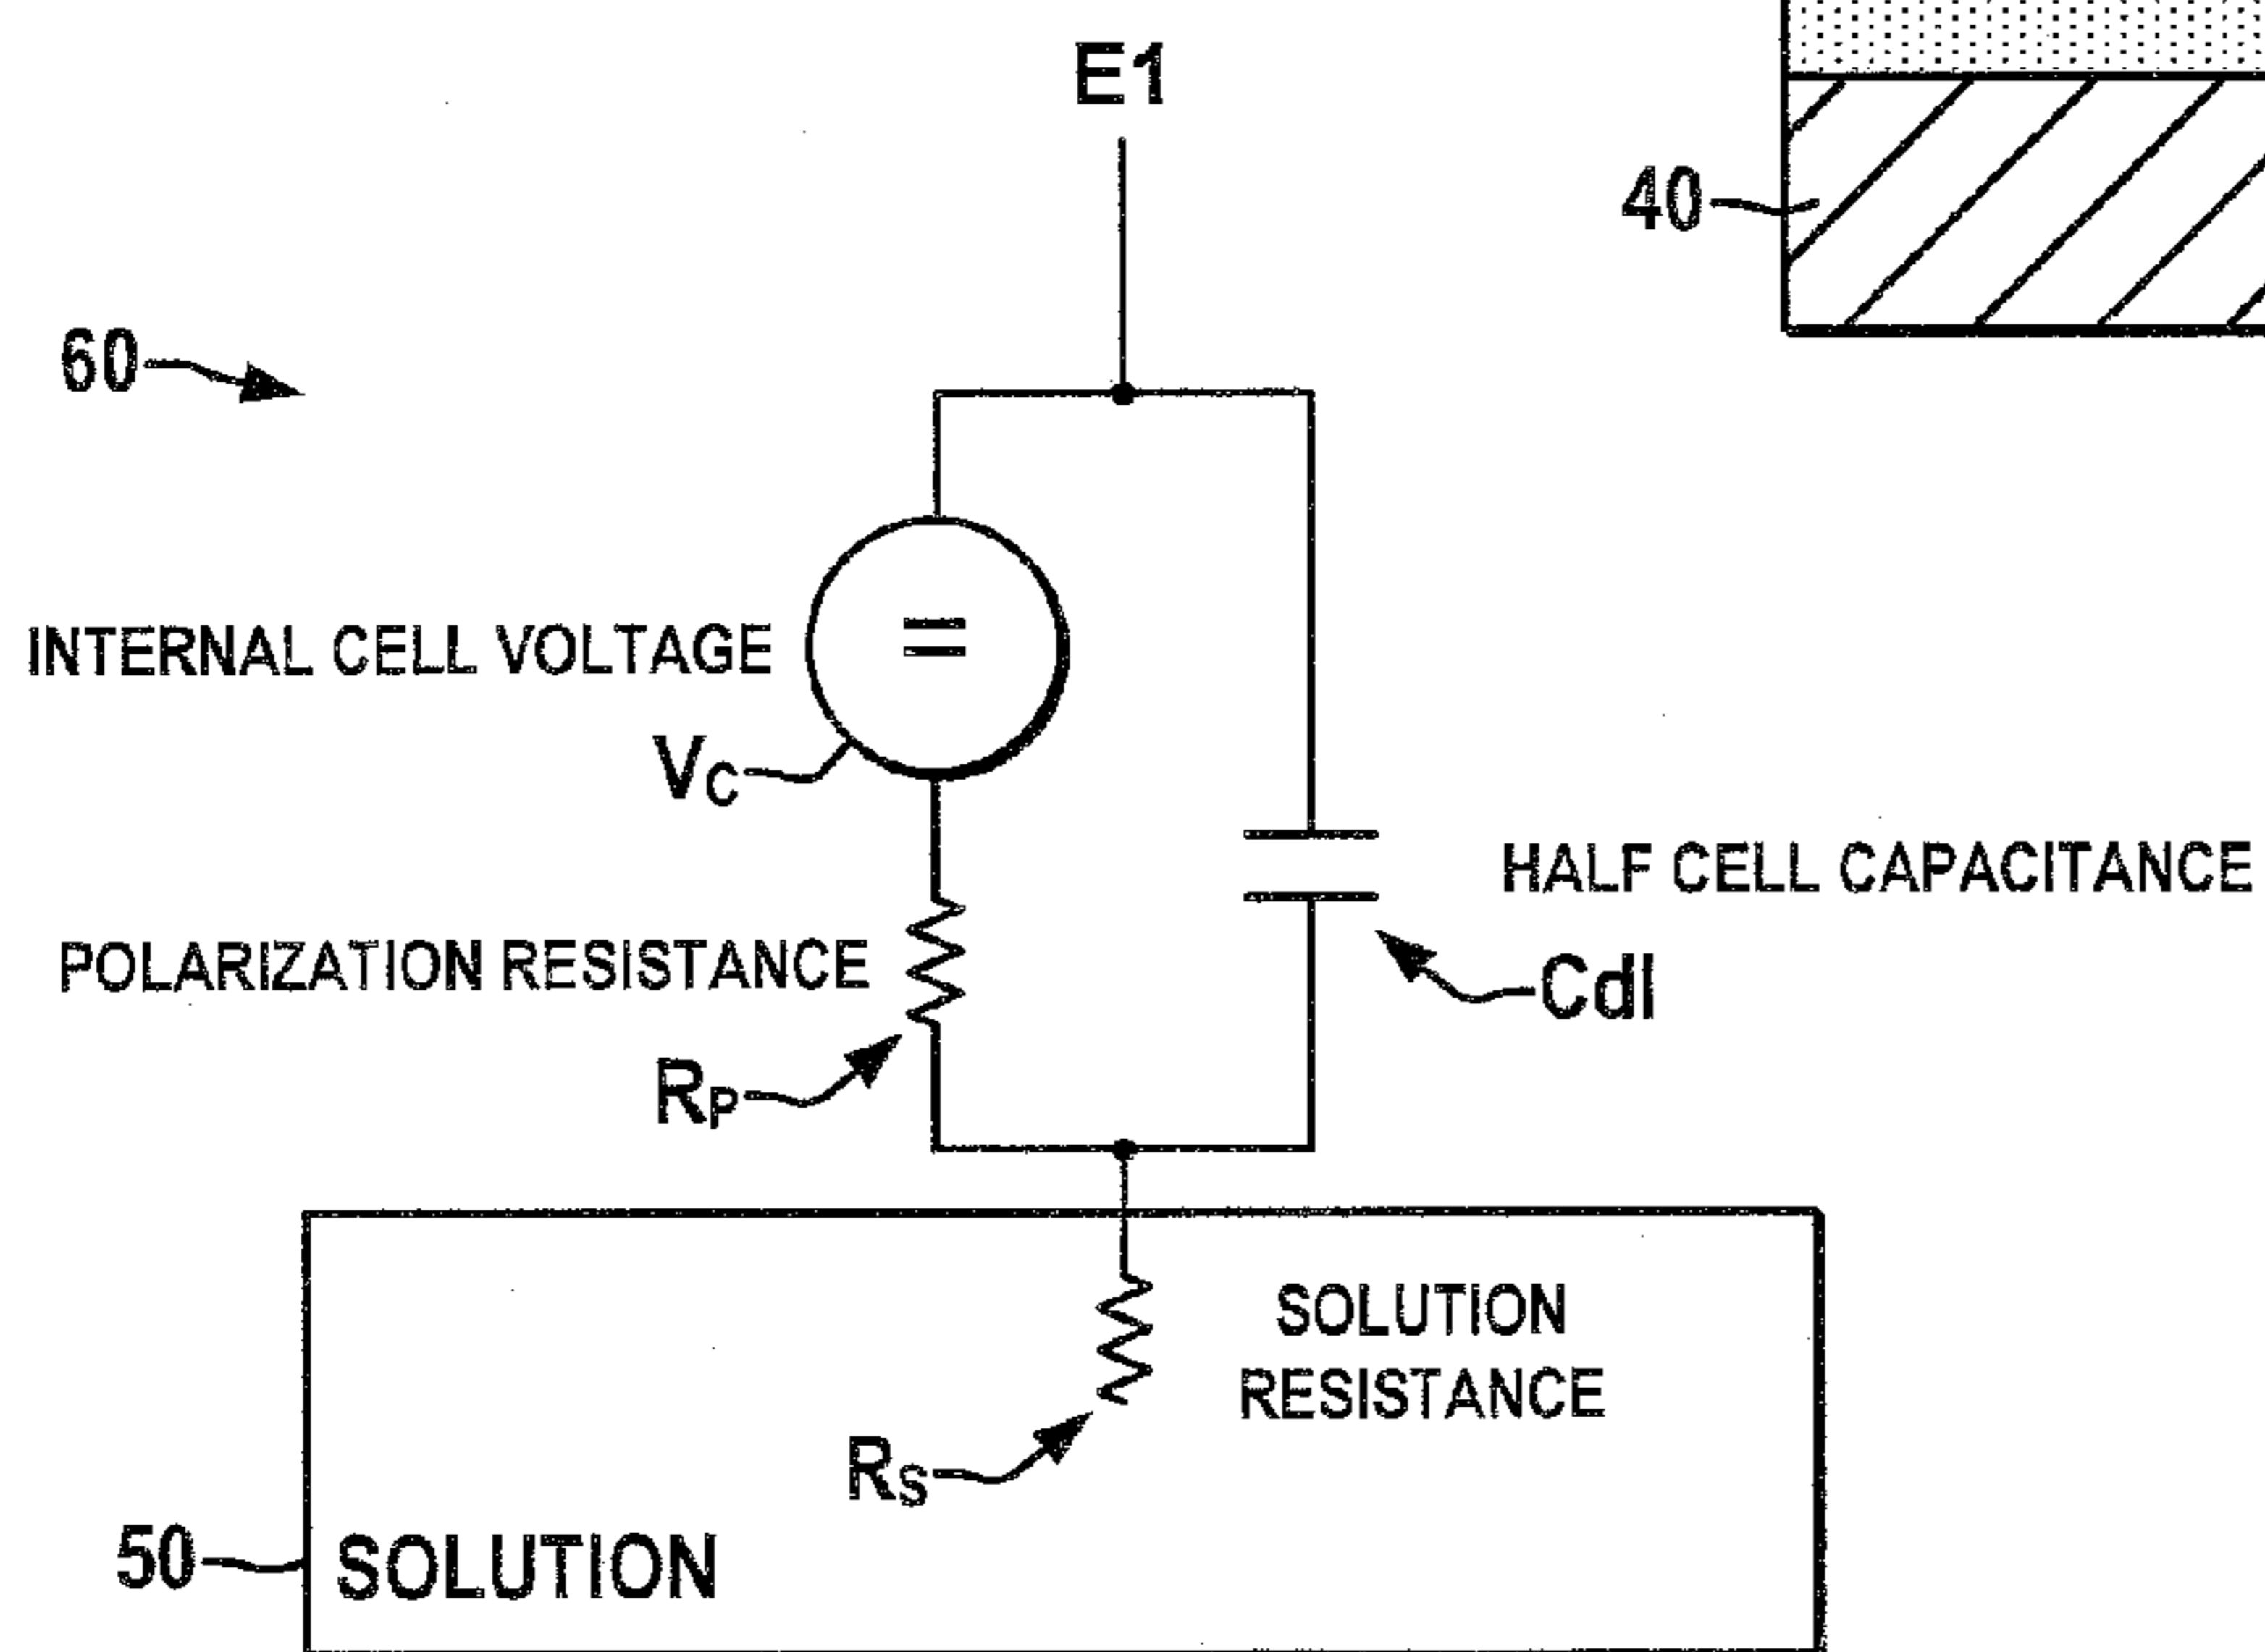 E1
40
60
INTERNAL CELL VOLTAGE
VC
HALF CELL CAPACITANCE
POLARIZATION RESISTANCE
Cdl
RP
SOLUTION
RESISTANCE
RS
50
SOLUTION